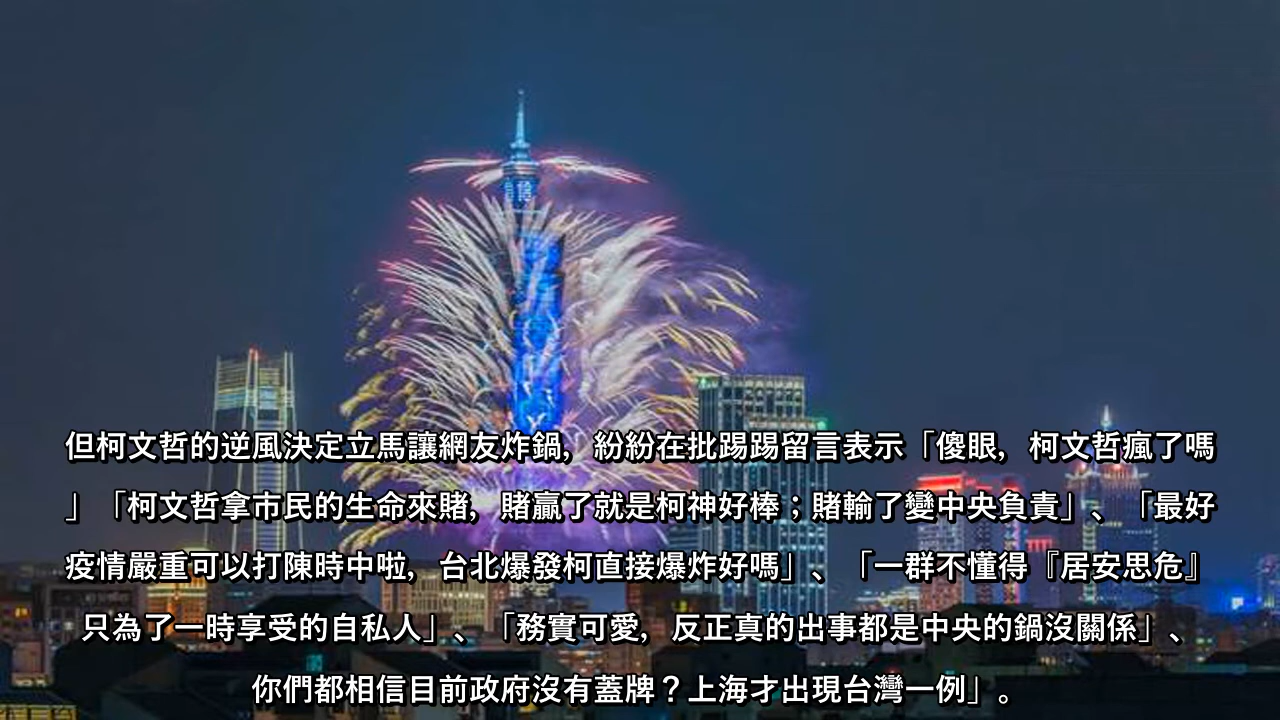 但柯文哲的逆風決定立馬讓網友炸鍋，紛紛在批踢踢留言表示「傻眼，柯文哲瘋了嗎
」「柯文哲拿市民的生命來賭，賭贏了就是柯神好棒；賭輸了變中央負責」、「最好
疫情嚴重可以打陳時中啦，台北爆發柯直接爆炸好嗎」、「一群不懂得『居安思危』
只為了一時享受的自私人」、「務實可愛，反正真的出事都是中央的鍋沒關係」、
你們都相信目前政府沒有蓋牌？上海才出現台灣一例」。